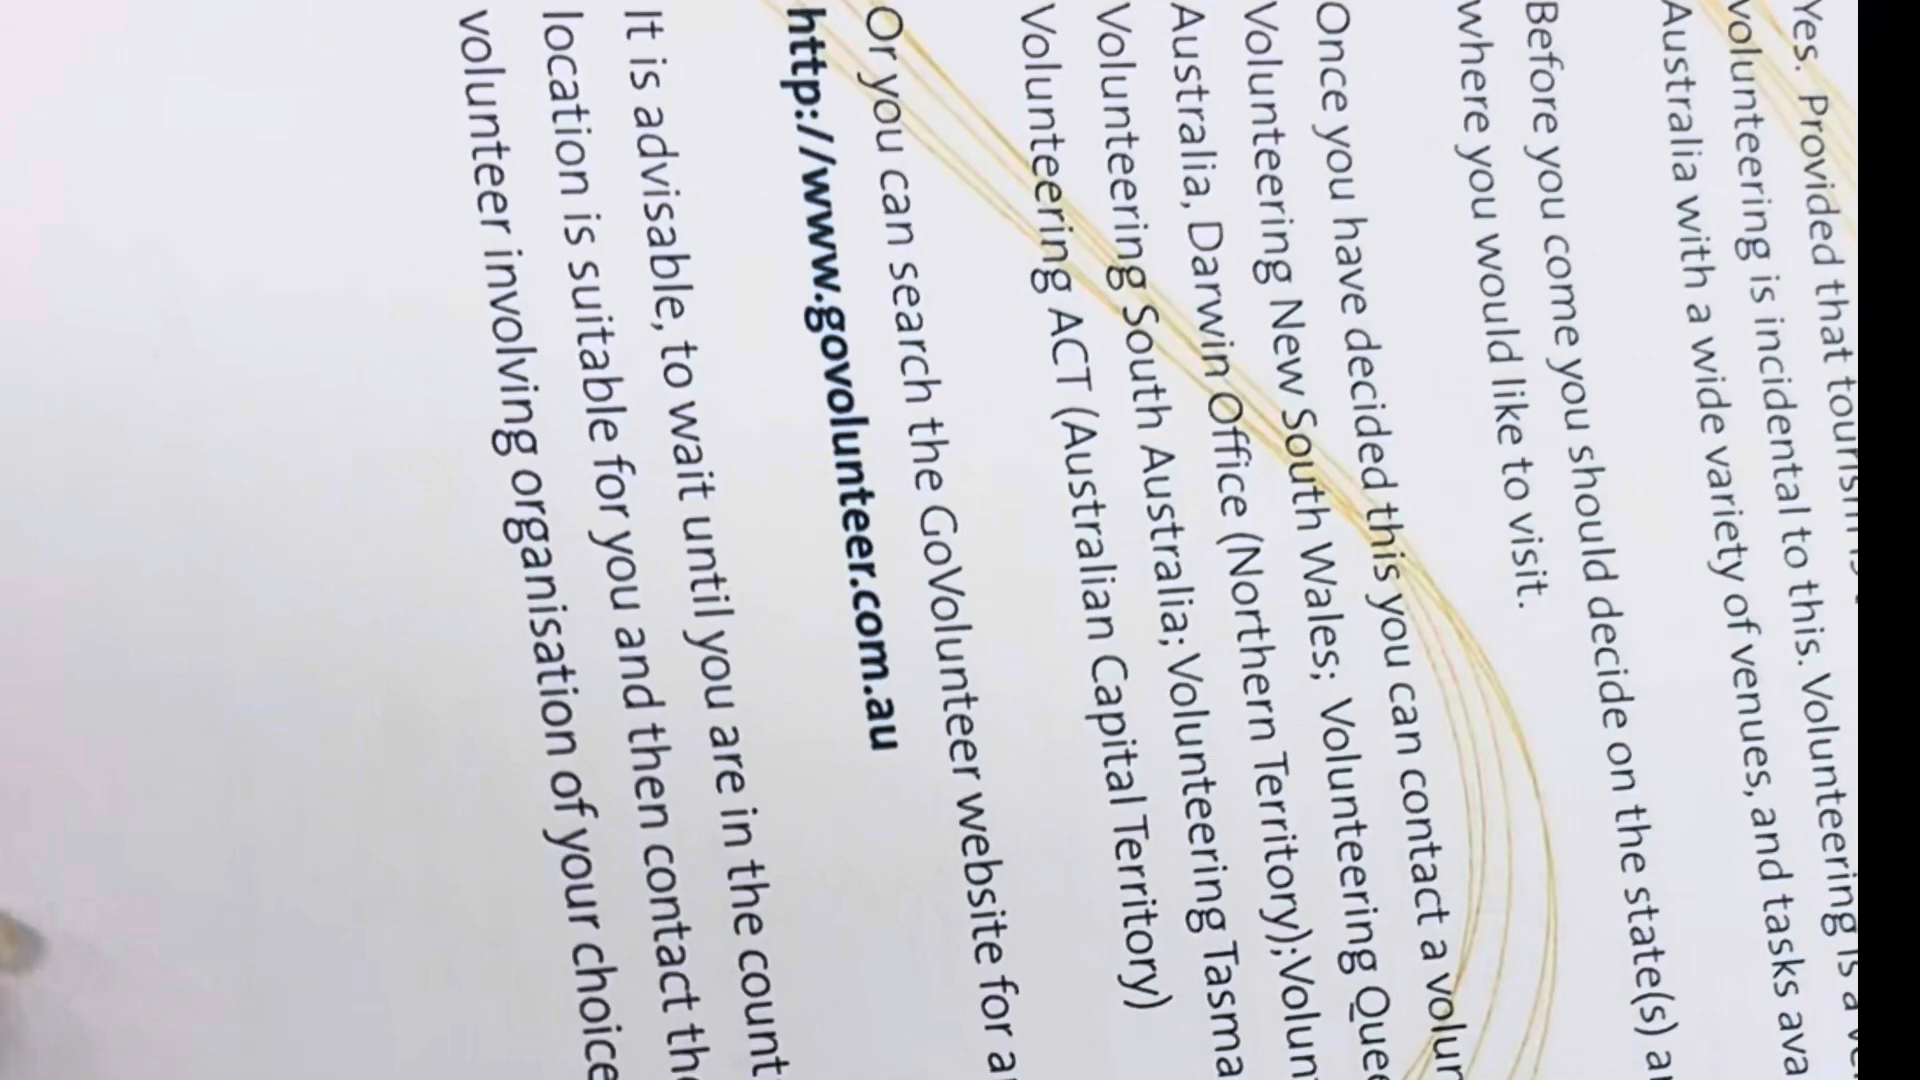 Yes. Provided that tourism is
volunteering is incidental to this. Volunteering is a
Australia with a wide variety of venues, and tasks ava
Before you come you should decide on the state(s) a
where you would like to visit.
Once you have decided this you can contact a volun
Volunteering New South Wales; Volunteering Quee
Australia, Darwin Office (Northern Territory);Volunt
Volunteering South Australia; Volunteering Tasma
Volunteering ACT (Australian Capital Territory)
Or you can search the GoVolunteer website for a
http://www.govolunteer.com.au
It is advisable, to wait until you are in the count
location is suitable for you and then contact the
volunteer involving organisation of your choice